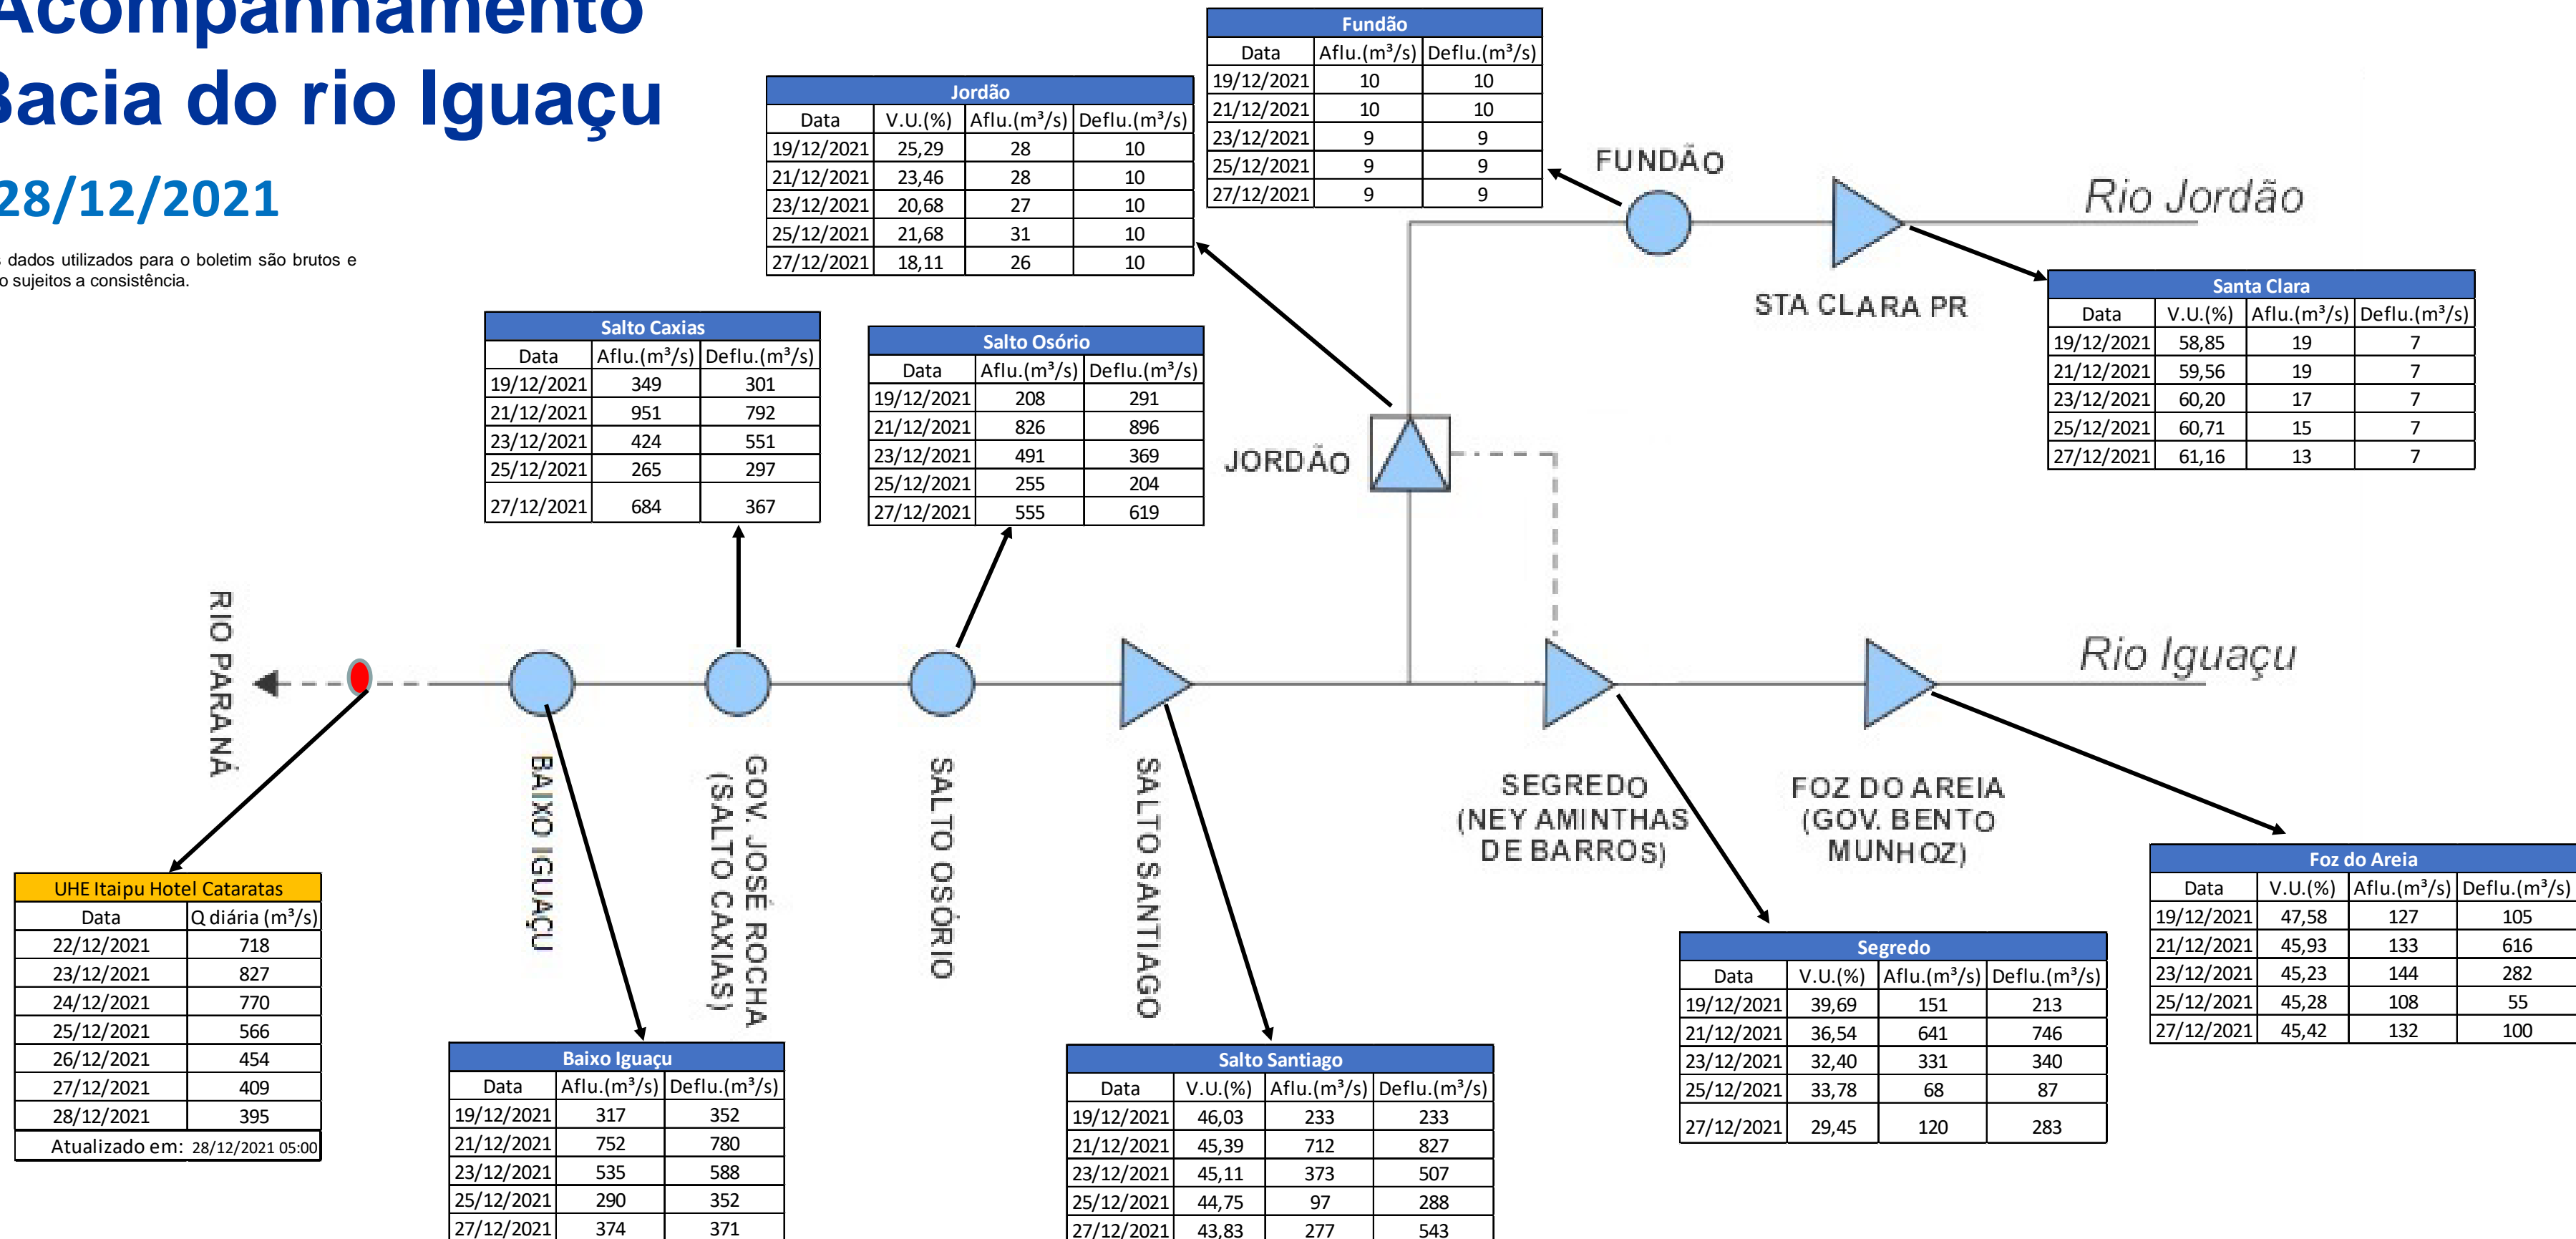 Acompanhamento
Bacia do rio Iguaçu
28/12/2021
s dados utilizados para o boletim são brutos e
o sujeitos a consistência.
Fundão
Data Aflu.(m³/s) Deflu.(m³/s)
19/12/2021 10 10
21/12/2021 10 10
23/12/2021 9 9
25/12/2021 9 9
27/12/2021 9 9
Jordão
Data V.U.(%) Aflu.(m³/s) Deflu.(m³/s)
19/12/2021 25,29 28 10
21/12/2021 23,46 28 10
23/12/2021 20,68 27 10
25/12/2021 21,68 31 10
27/12/2021 18,11 26 10
FUNDÃO
Rio Jordão
STA CLARA PR
Santa Clara
Data V.U.(%) Aflu.(m³/s) Deflu.(m³/s)
19/12/2021 58,85 19 7
21/12/2021 59,56 19 7
23/12/2021 60,20 17 7
25/12/2021 60,71 15 7
27/12/2021 61,16 13 7
Salto Caxias
Data Aflu.(m³/s) Deflu.(m³/s)
19/12/2021 349 301
21/12/2021 951 792
23/12/2021 424 551
25/12/2021 265 297
27/12/2021 684 367
Salto Osório
Data Aflu.(m³/s) Deflu.(m³/s)
19/12/2021 208 291
21/12/2021 826 896
23/12/2021 491 369
25/12/2021 255 204
27/12/2021 555 619
JORDÃO
RIO PARANÁ
Rio Iguaçu
BAIXO IGUAÇU
GOV. JOSÉ ROCHA
(SALTO CAXIAS)
SALTO OSÓRIO
SALTO SANTIAGO
SEGREDO
(NEY AMINTHAS
DE BARROS)
FOZ DO AREIA
(GOV. BENTO
MUNHOZ)
UHE Itaipu Hotel Cataratas
Data Q diária (m³/s)
22/12/2021 718
23/12/2021 827
24/12/2021 770
25/12/2021 566
26/12/2021 454
27/12/2021 409
28/12/2021 395
Atualizado em: 28/12/2021 05:00
Baixo Iguaçu
Data Aflu.(m³/s) Deflu.(m³/s)
19/12/2021 317 352
21/12/2021 752 780
23/12/2021 535 588
25/12/2021 290 352
27/12/2021 374 371
Salto Santiago
Data V.U.(%) Aflu.(m³/s) Deflu.(m³/s)
19/12/2021 46,03 233 233
21/12/2021 45,39 712 827
23/12/2021 45,11 373 507
25/12/2021 44,75 97 288
27/12/2021 43,83 277 543
Segredo
Data V.U.(%) Aflu.(m³/s) Deflu.(m³/s)
19/12/2021 39,69 151 213
21/12/2021 36,54 641 746
23/12/2021 32,40 331 340
25/12/2021 33,78 68 87
27/12/2021 29,45 120 283
Foz do Areia
Data V.U.(%) Aflu.(m³/s) Deflu.(m³/s)
19/12/2021 47,58 127 105
21/12/2021 45,93 133 616
23/12/2021 45,23 144 282
25/12/2021 45,28 108 55
27/12/2021 45,42 132 100